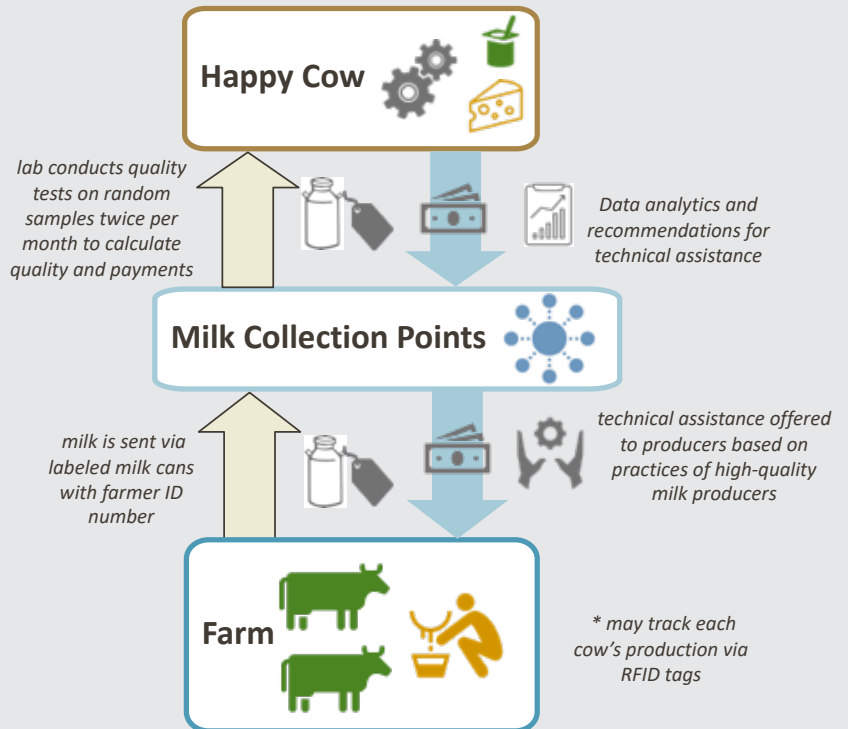 Happy Cow
lab conducts quality
tests on random
samples twice per
month to calculate
quality and payments
Data analytics and
recommendations for
technical assistance
Milk Collection Points
milk is sent via
labeled milk cans
with farmer ID
number
technical assistance offered
to producers based on
practices of high-quality
milk producers
Farm
* may track each
cow's production via
RFID tags